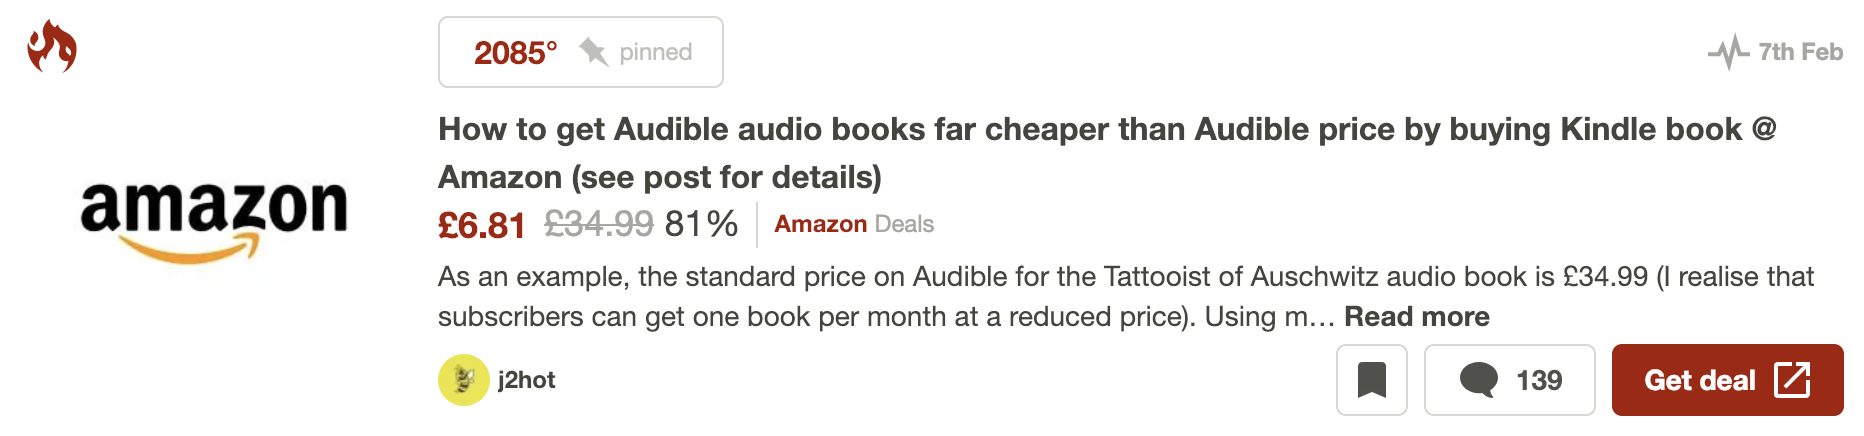 2085° pinned
7th Feb
How to get Audible audio books far cheaper than Audible price by buying Kindle book @
Amazon (see post for details)
amazon
£6.81 £34.99 81% Amazon Deals
As an example, the standard price on Audible for the Tattooist of Auschwitz audio book is £34.99 (I realise that
subscribers can get one book per month at a reduced price). Using m... Read more
j2hot
139
Get deal